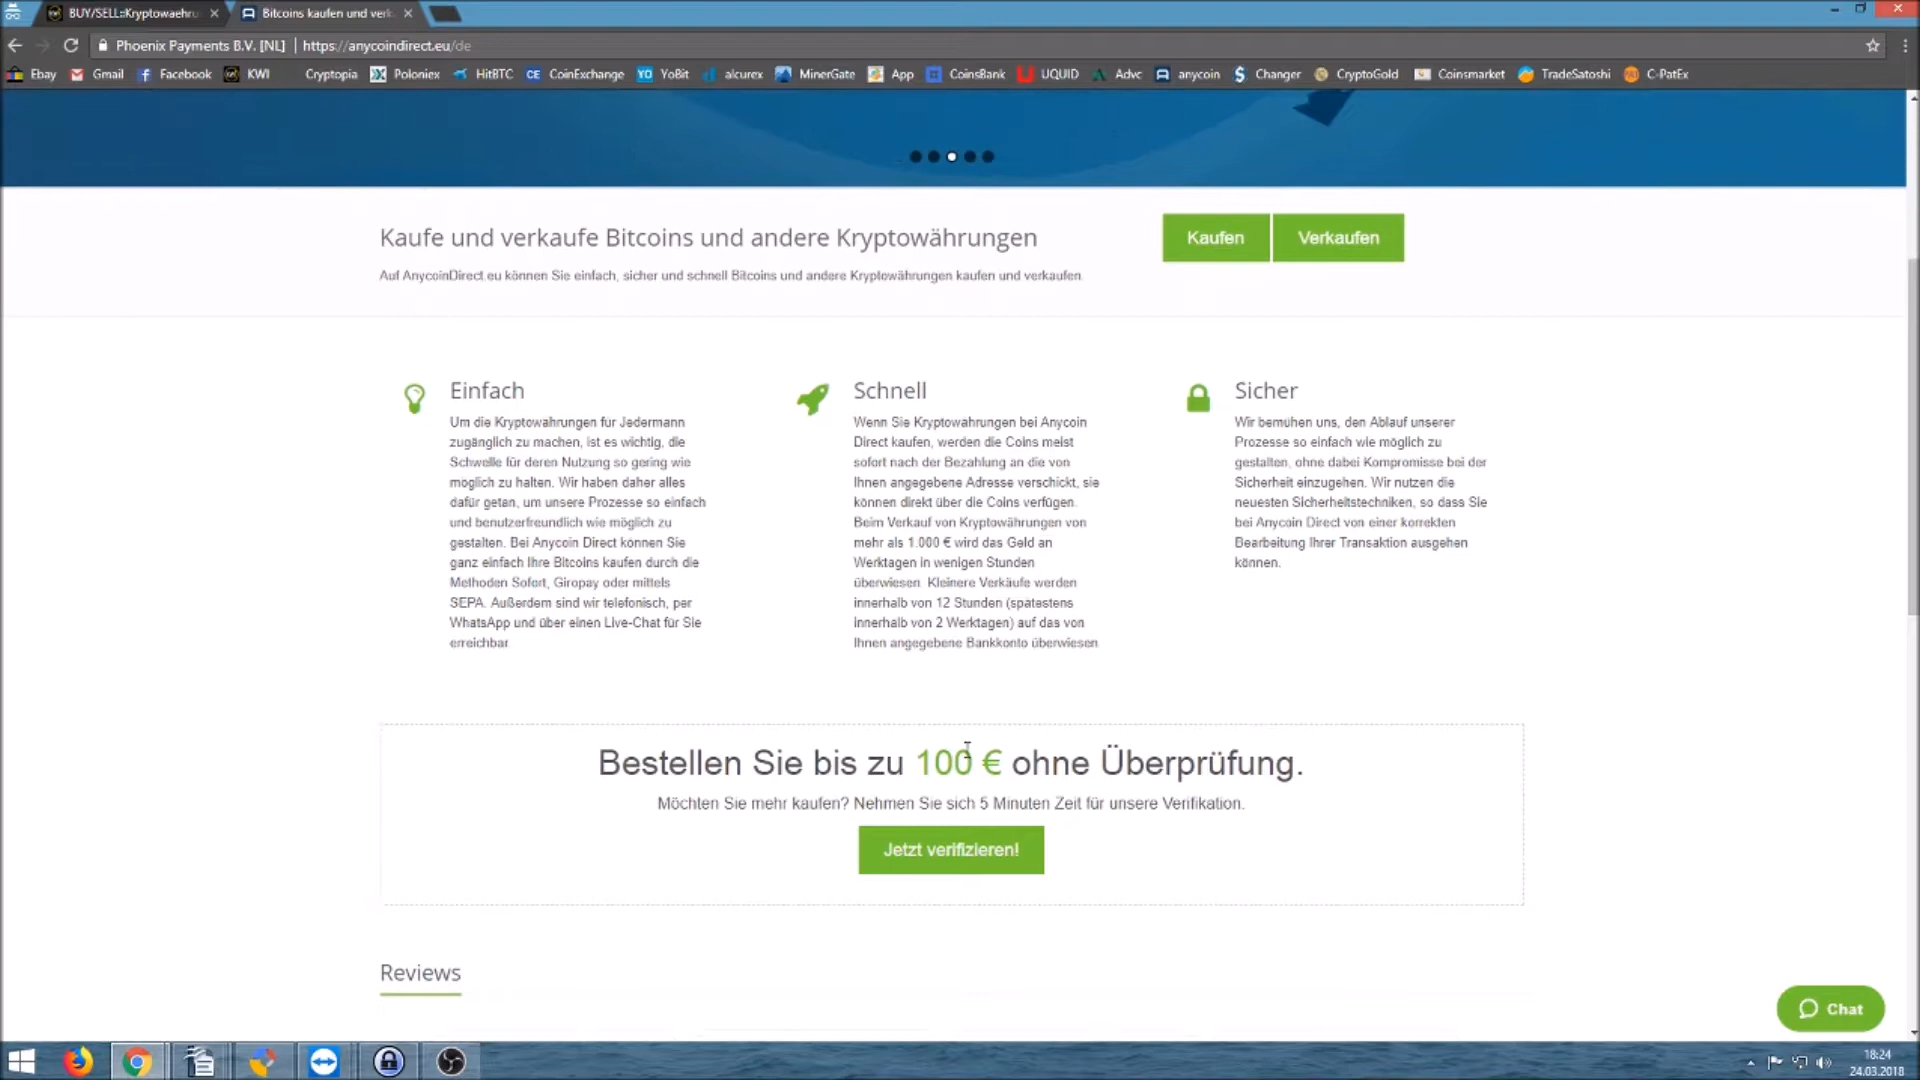 BUY/SELL::Kryptowaehru
Bitcoins kaufen und verk
Phoenix Payments B.V. [NL] | https://anycoindirect.eu/de
Ebay Gmail Facebook KWI Cryptopia Poloniex HitBTC CoinExchange YoBit alcurex MinerGate App CoinsBank UQUID Advc anycoin Changer CryptoGold Coinsmarket TradeSatoshi C-PatEx
Kaufe und verkaufe Bitcoins und andere Kryptowährungen
Kaufen
Verkaufen
Auf AnycoinDirect.eu können Sie einfach, sicher und schnell Bitcoins und andere Kryptowährungen kaufen und verkaufen.
Einfach
Um die Kryptowährungen für Jedermann
zugänglich zu machen, ist es wichtig, die
Schwelle für deren Nutzung so gering wie
möglich zu halten. Wir haben daher alles
dafür getan, um unsere Prozesse so einfach
und benutzerfreundlich wie möglich zu
gestalten. Bei Anycoin Direct können Sie
ganz einfach Ihre Bitcoins kaufen durch die
Methoden Sofort, Giropay oder mittels
SEPA. Außerdem sind wir telefonisch, per
WhatsApp und über einen Live-Chat für Sie
erreichbar
Schnell
Wenn Sie Kryptowährungen bei Anycoin
Direct kaufen, werden die Coins meist
sofort nach der Bezahlung an die von
Ihnen angegebene Adresse verschickt, sie
können direkt über die Coins verfügen.
Beim Verkauf von Kryptowährungen von
mehr als 1.000 € wird das Geld an
Werktagen in wenigen Stunden
überwiesen. Kleinere Verkäufe werden
innerhalb von 12 Stunden (spätestens
innerhalb von 2 Werktagen) auf das von
Ihnen angegebene Bankkonto überwiesen
Sicher
Wir bemühen uns, den Ablauf unserer
Prozesse so einfach wie möglich zu
gestalten, ohne dabei Kompromisse bei der
Sicherheit einzugehen. Wir nutzen die
neuesten Sicherheitstechniken, so dass Sie
bei Anycoin Direct von einer korrekten
Bearbeitung Ihrer Transaktion ausgehen
können.
Bestellen Sie bis zu 100 € ohne Überprüfung.
Möchten Sie mehr kaufen? Nehmen Sie sich 5 Minuten Zeit für unsere Verifikation.
Jetzt verifizieren!
Reviews
Chat
18:24
24.03.2018